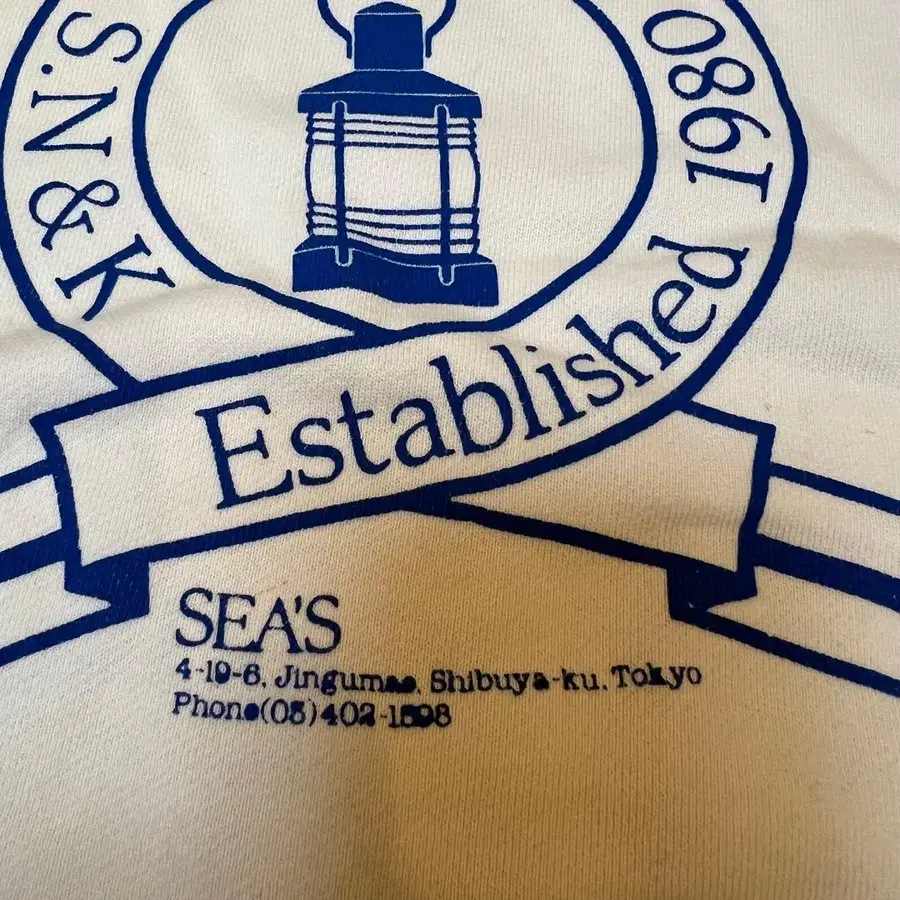 S.N & K
Established 1980
SEA'S
4-19-6, Jingumae, Shibuya-ku, Tokyo
Phone(03)402-1598